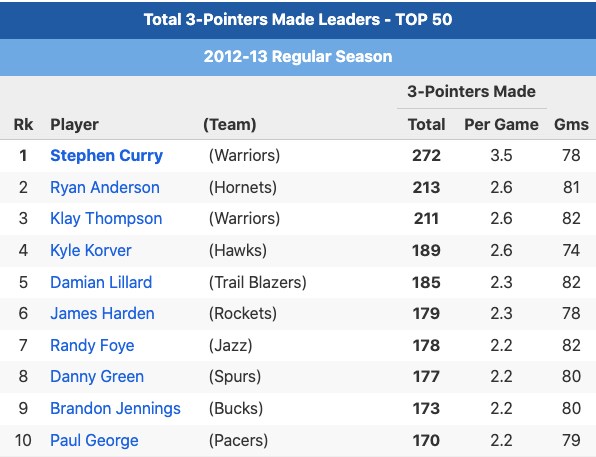 Total 3-Pointers Made Leaders - TOP 50
2012-13 Regular Season
3-Pointers Made
Rk Player (Team) Total Per Game Gms
1 Stephen Curry (Warriors) 272 3.5 78
2 Ryan Anderson (Hornets) 213 2.6 81
3 Klay Thompson (Warriors) 211 2.6 82
4 Kyle Korver (Hawks) 189 2.6 74
5 Damian Lillard (Trail Blazers) 185 2.3 82
6 James Harden (Rockets) 179 2.3 78
7 Randy Foye (Jazz) 178 2.2 82
8 Danny Green (Spurs) 177 2.2 80
9 Brandon Jennings (Bucks) 173 2.2 80
10 Paul George (Pacers) 170 2.2 79